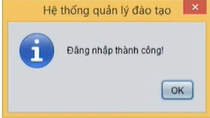 Hệ thống quản lý đào tạo
Đăng nhập thành công!
OK